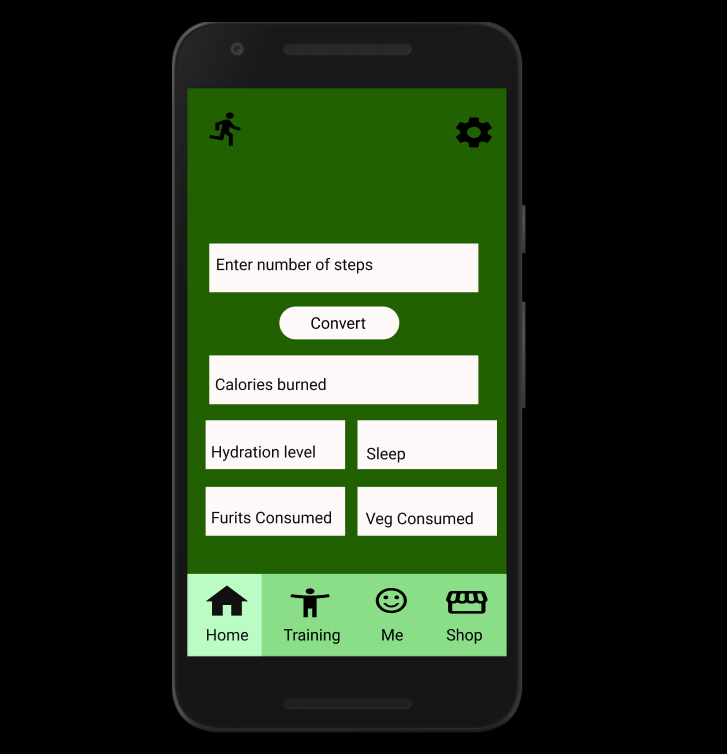 Enter number of steps
Convert
Calories burned
Hydration level
Sleep
Furits Consumed
Veg Consumed
Home
Training
Me
Shop